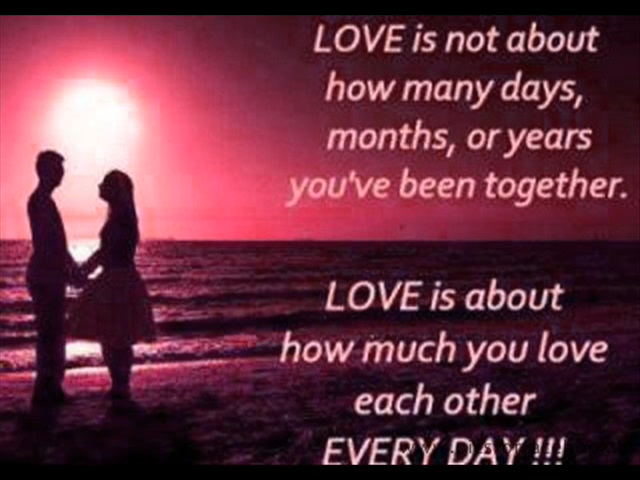 LOVE is not about
how many days,
months, or years
you've been together.
LOVE is about
how much you love
each other
EVERY DAY !!!